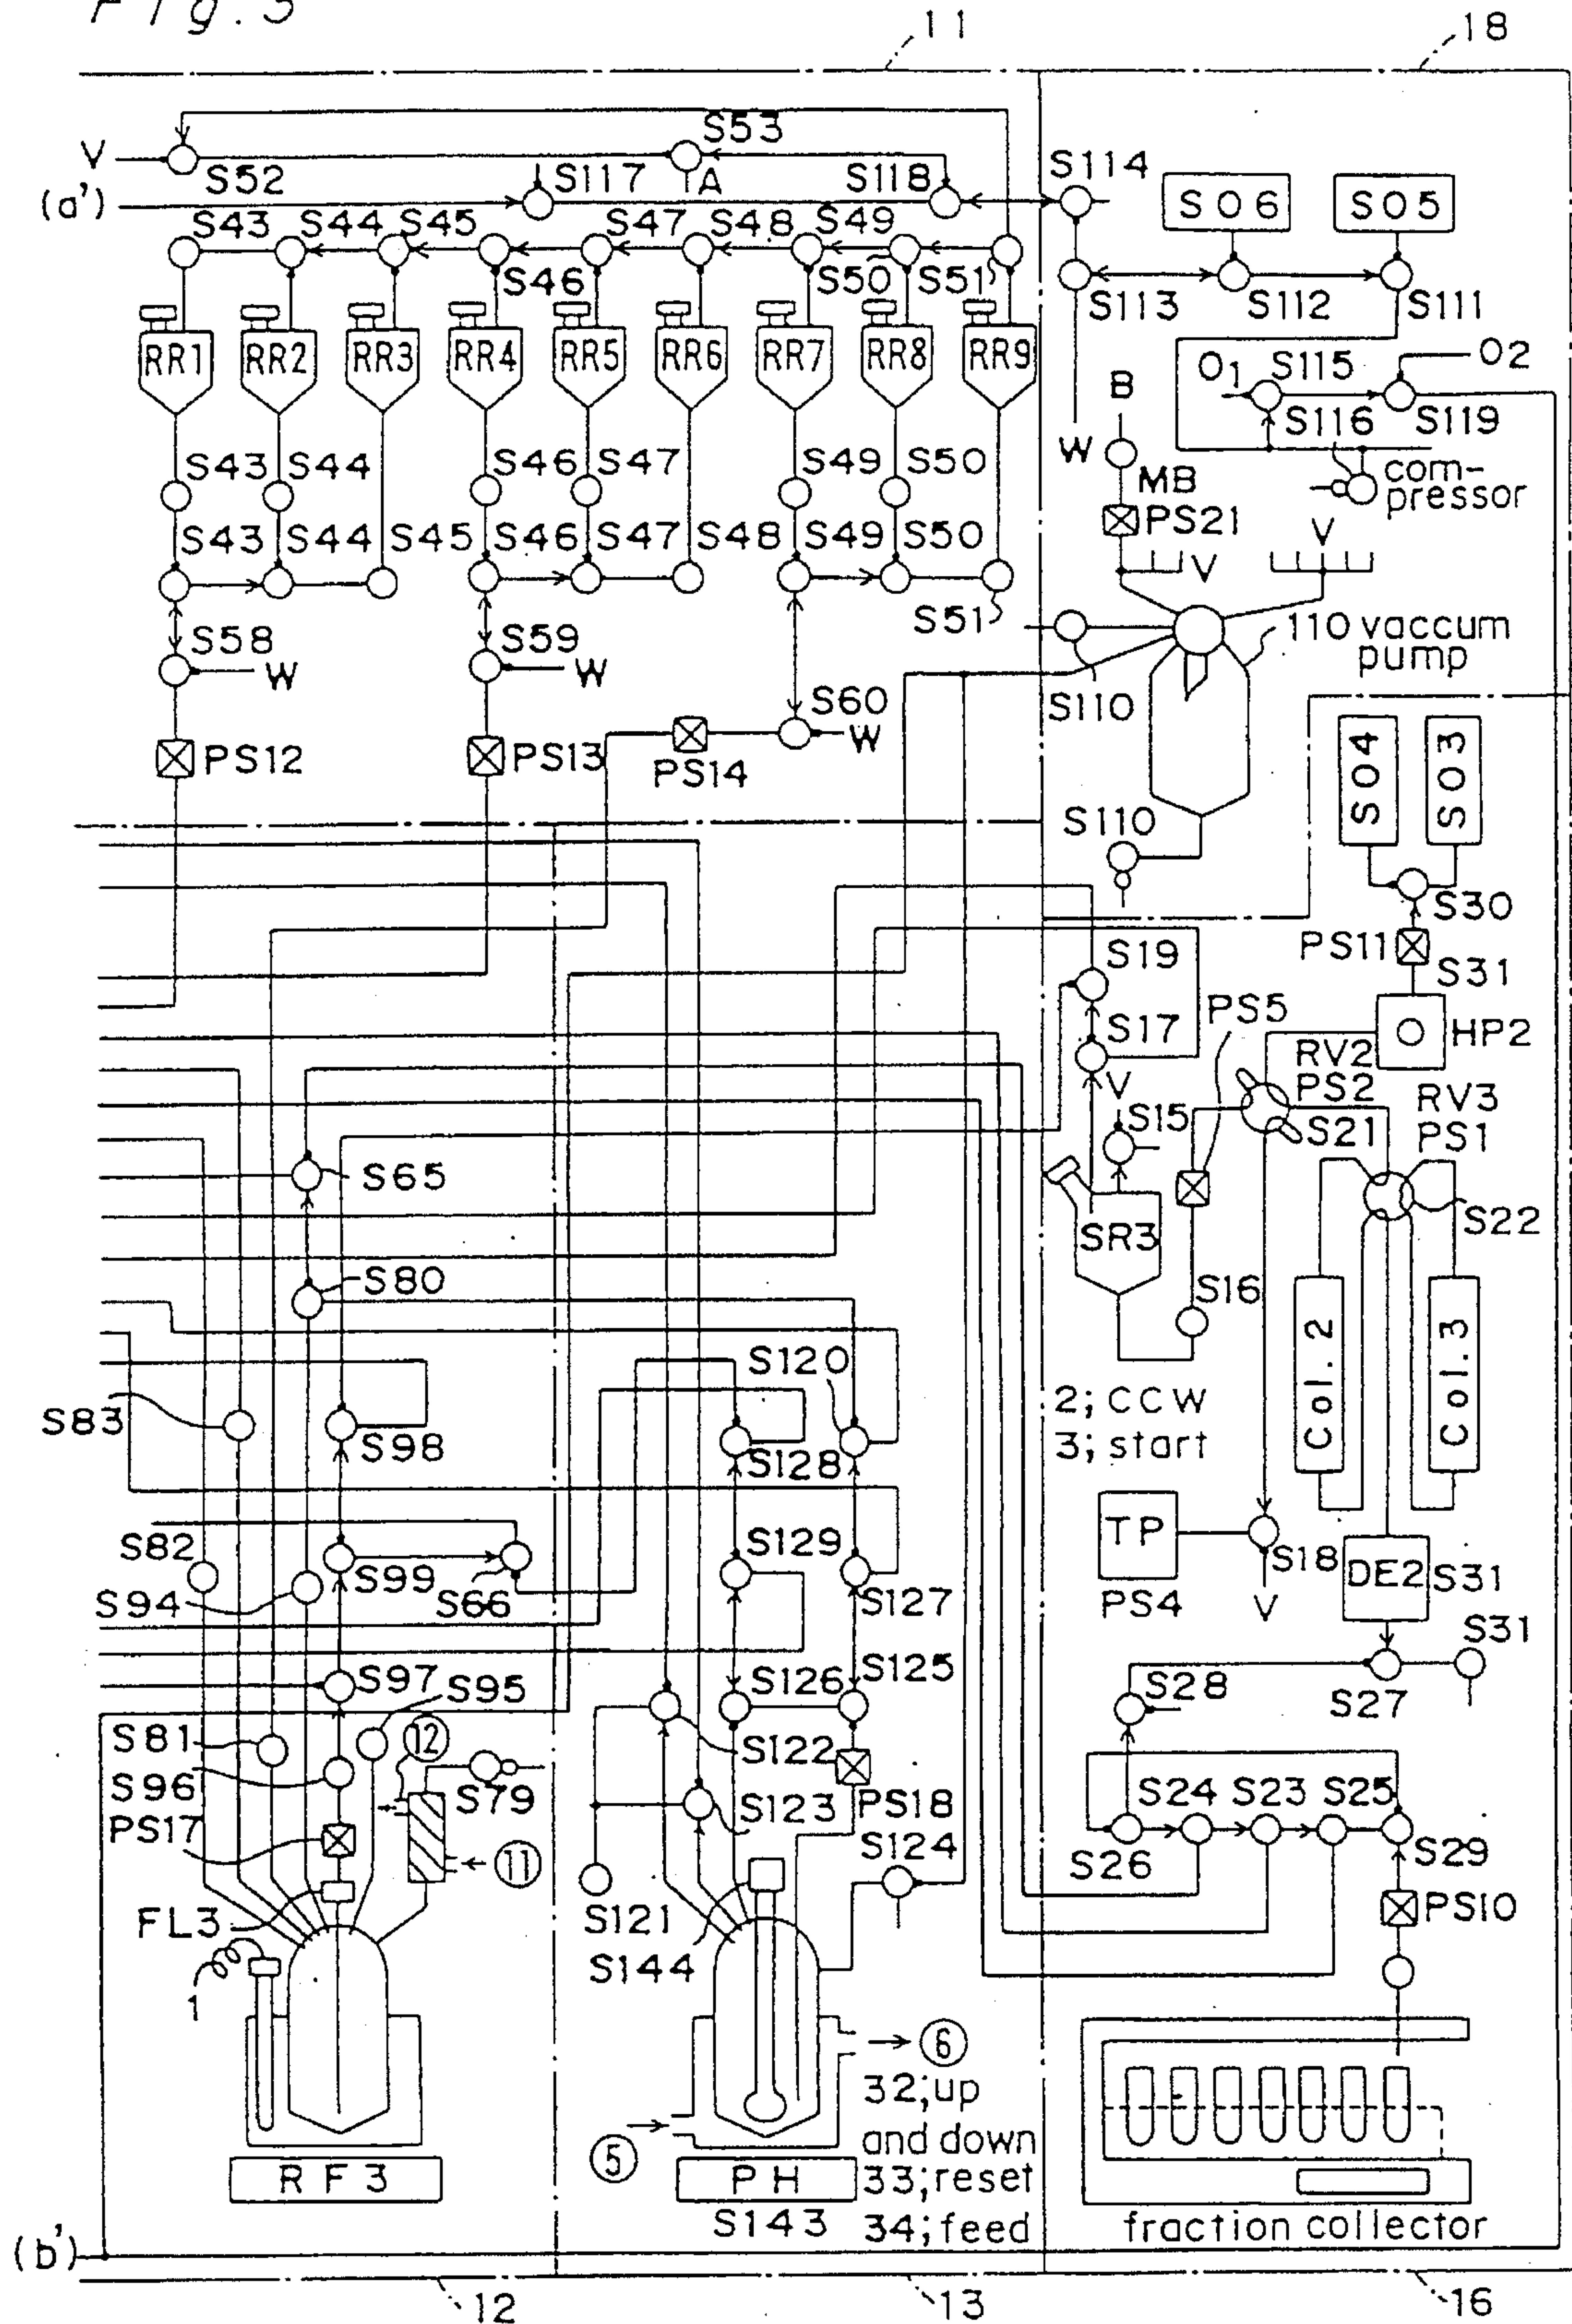 Fig. 3
11
18
V
S52
S53
(a')
S117
A
S118
S114
SO6
SO5
S43
S44
S45
S46
S47
S48
S49
S50
S51
S113
S112
S111
RR1
RR2
RR3
RR4
RR5
RR6
RR7
RR8
RR9
O1
S115
O2
S116
S119
B
W
MB
com-
pressor
PS21
V
V
S43
S44
S46
S47
S49
S50
S43
S44
S45
S46
S47
S48
S49
S50
S51
S58
W
S59
W
S60
W
PS12
PS13
PS14
S110
110 vaccum
pump
SO4
SO3
S110
S30
PS11
S31
S19
S17
PS5
HP2
RV2
PS2
RV3
PS1
V
S15
S21
S65
S22
SR3
S80
S16
Col. 2
Col. 3
S120
2; CCW
3; start
S83
S98
S128
TP
PS4
S18
V
DE2
S31
S82
S99
S66
S129
S127
S94
S31
S97
S95
S126
S125
S28
S27
S81
12
S122
S96
S79
S123
PS18
S24
S23
S25
PS17
11
S124
S26
S29
FL3
S121
PS10
S144
1
6
32; up
and down
33; reset
34; feed
5
RF3
PH
S143
fraction collector
(b')
12
13
16